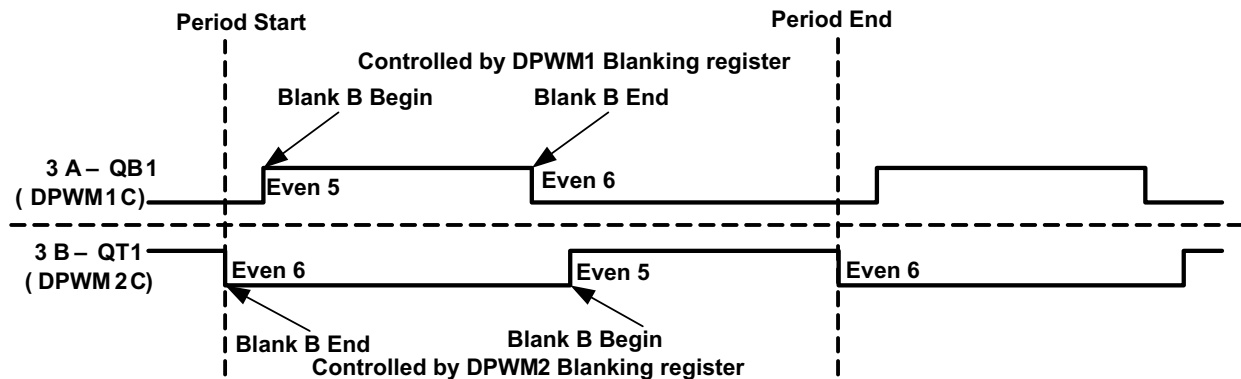 Period Start
Period End
Controlled by DPWM1 Blanking register
Blank B Begin
Blank B End
3 A – QB1
( DPWM1C)
Even 5
Even 6
3 B – QT1
( DPWM 2C)
Even 6
Even 5
Even 6
Blank B End
Blank B Begin
Controlled by DPWM2 Blanking register